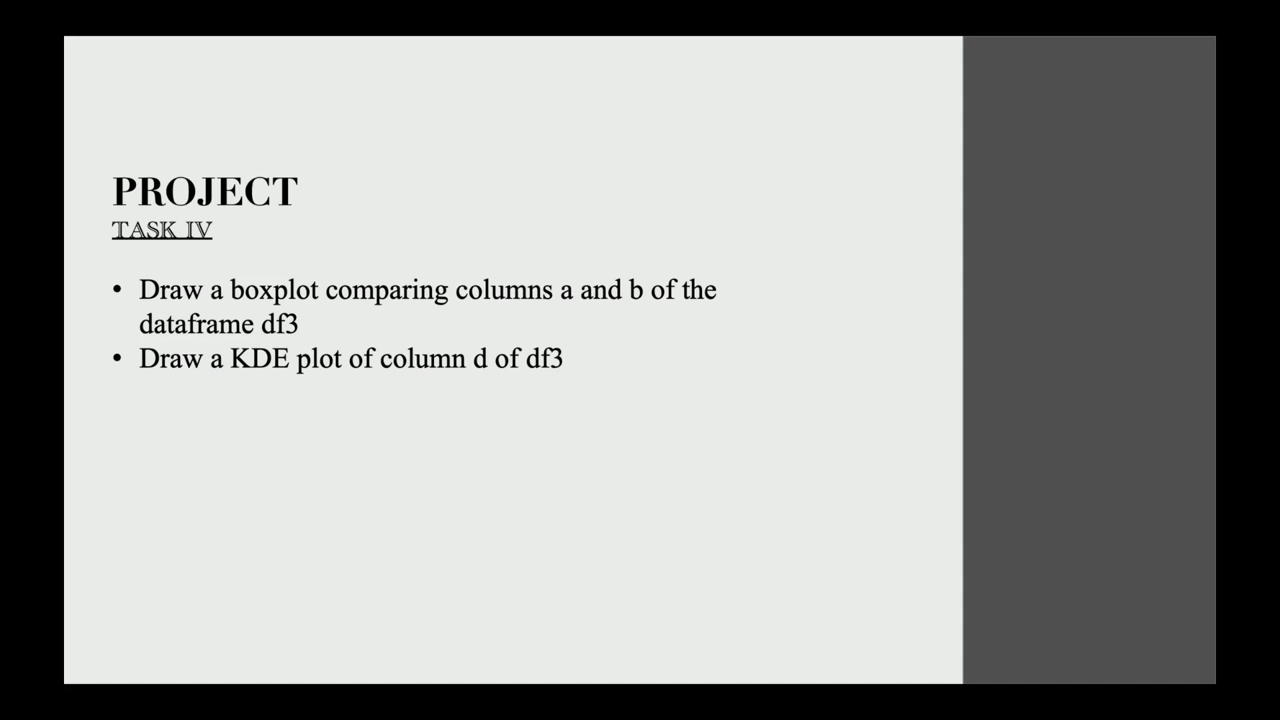 PROJECT
TASK IV
• Draw a boxplot comparing columns a and b of the
dataframe df3
• Draw a KDE plot of column d of df3